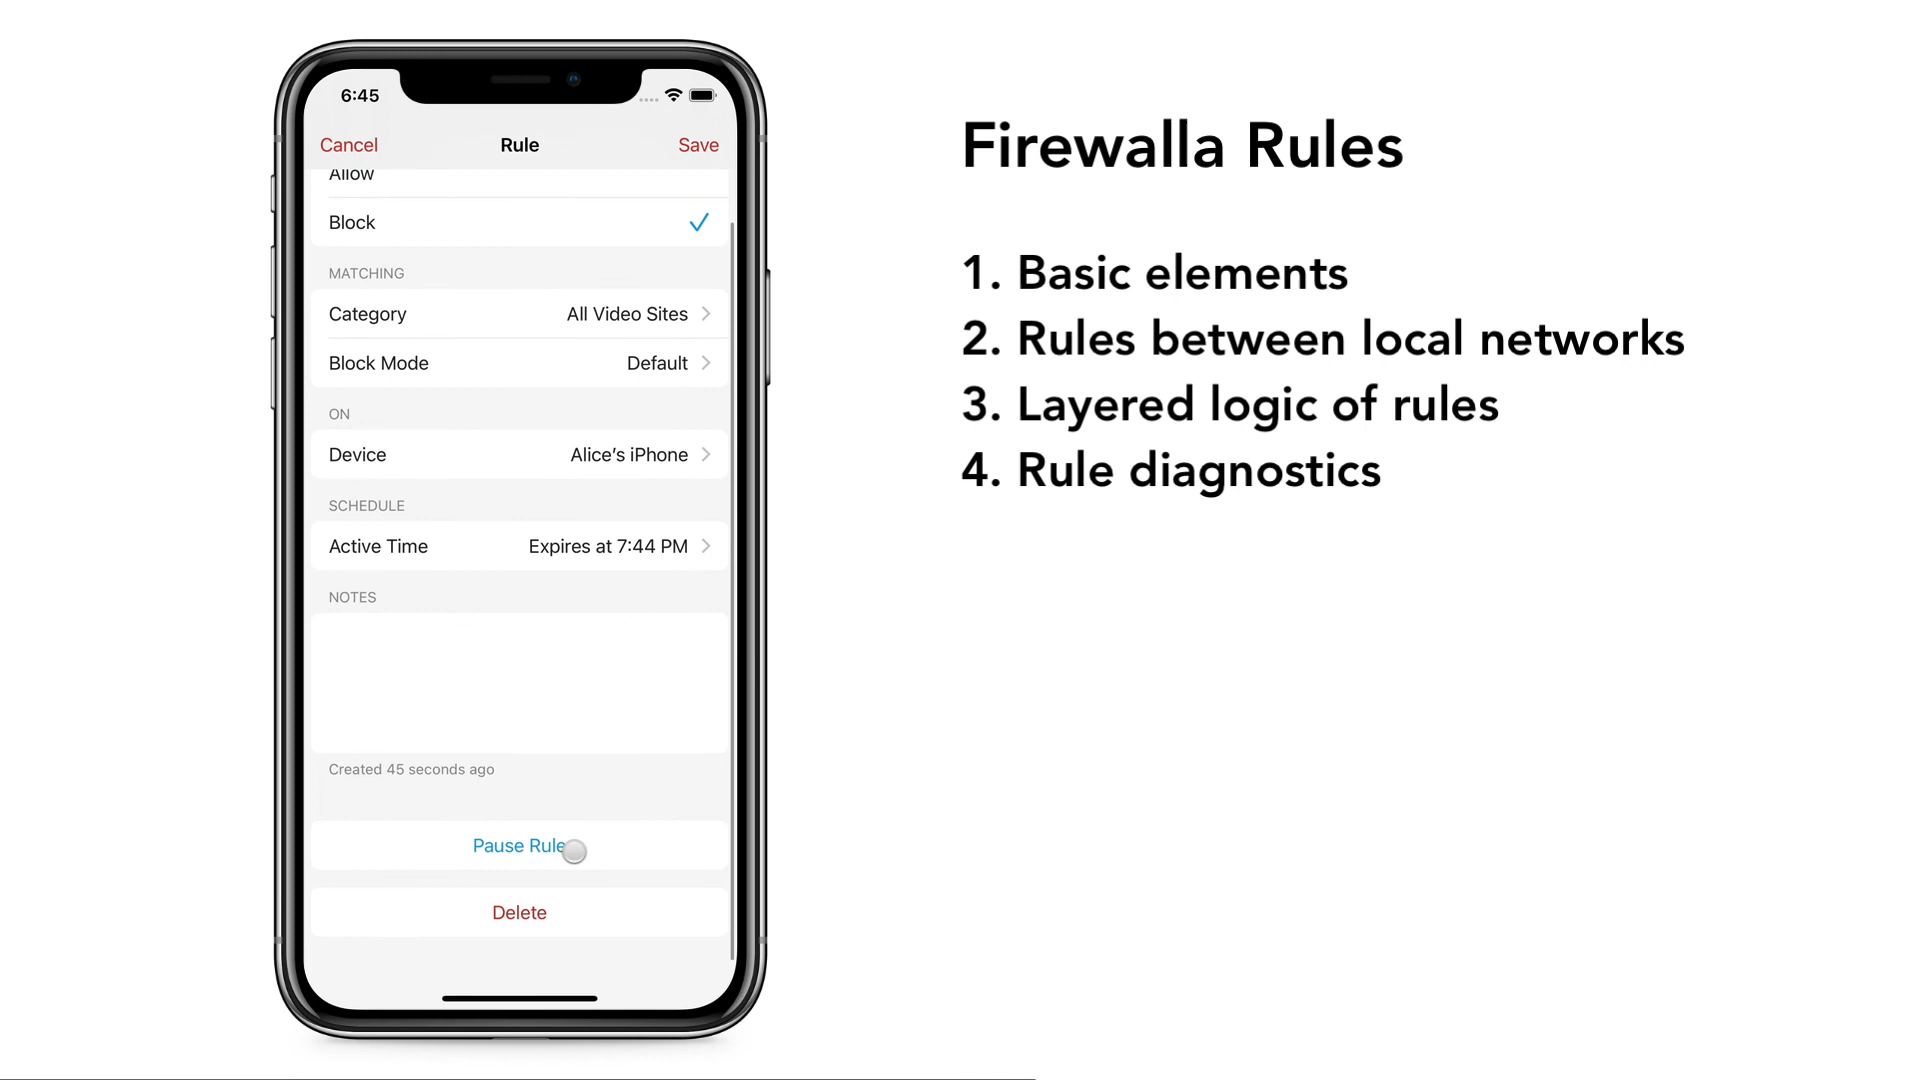 6:45
Cancel Rule Save
Allow
Block
MATCHING
Category All Video Sites
Block Mode Default
ON
Device Alice’s iPhone
SCHEDULE
Active Time Expires at 7:44 PM
NOTES
Created 45 seconds ago
Pause Rule
Delete
Firewalla Rules
1. Basic elements
2. Rules between local networks
3. Layered logic of rules
4. Rule diagnostics